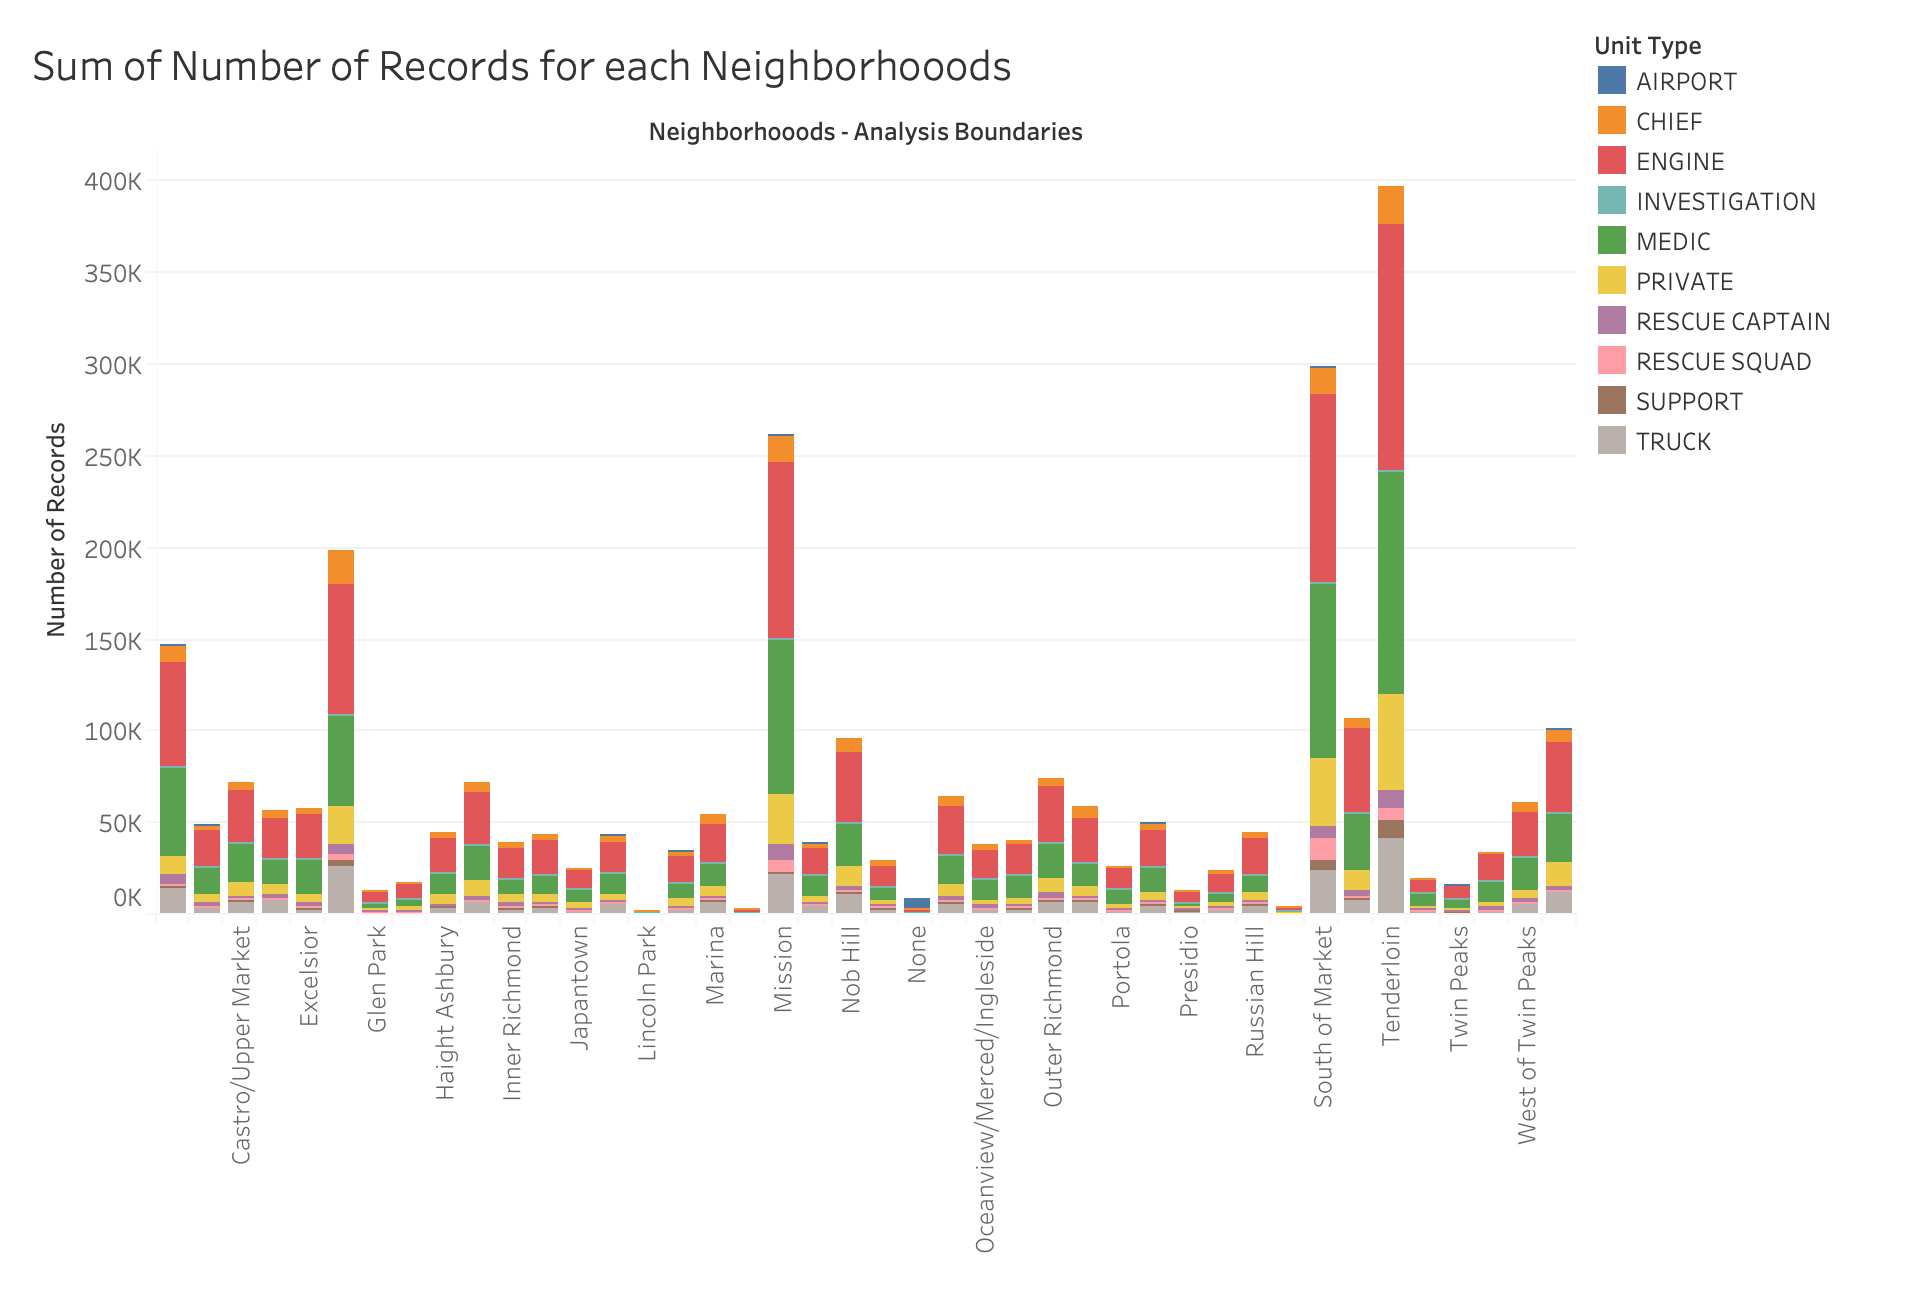 Sum of Number of Records for each Neighborhooods
Neighborhooods - Analysis Boundaries
Unit Type
AIRPORT
CHIEF
ENGINE
INVESTIGATION
MEDIC
PRIVATE
RESCUE CAPTAIN
RESCUE SQUAD
SUPPORT
TRUCK
Number of Records
400K
350K
300K
250K
200K
150K
100K
50K
0K
Castro/Upper Market
Excelsior
Glen Park
Haight Ashbury
Inner Richmond
Japantown
Lincoln Park
Marina
Mission
Nob Hill
None
Oceanview/Merced/Ingleside
Outer Richmond
Portola
Presidio
Russian Hill
South of Market
Tenderloin
Twin Peaks
West of Twin Peaks